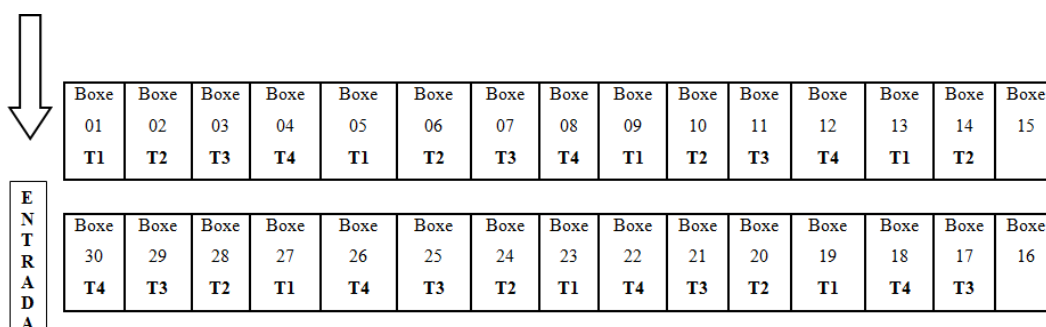 Boxe Boxe Boxe Boxe Boxe Boxe Boxe Boxe Boxe Boxe Boxe Boxe Boxe Boxe Boxe
01 02 03 04 05 06 07 08 09 10 11 12 13 14 15
T1 T2 T3 T4 T1 T2 T3 T4 T1 T2 T3 T4 T1 T2
ENTRADA
Boxe Boxe Boxe Boxe Boxe Boxe Boxe Boxe Boxe Boxe Boxe Boxe Boxe Boxe Boxe
30 29 28 27 26 25 24 23 22 21 20 19 18 17 16
T4 T3 T2 T1 T4 T3 T2 T1 T4 T3 T2 T1 T4 T3